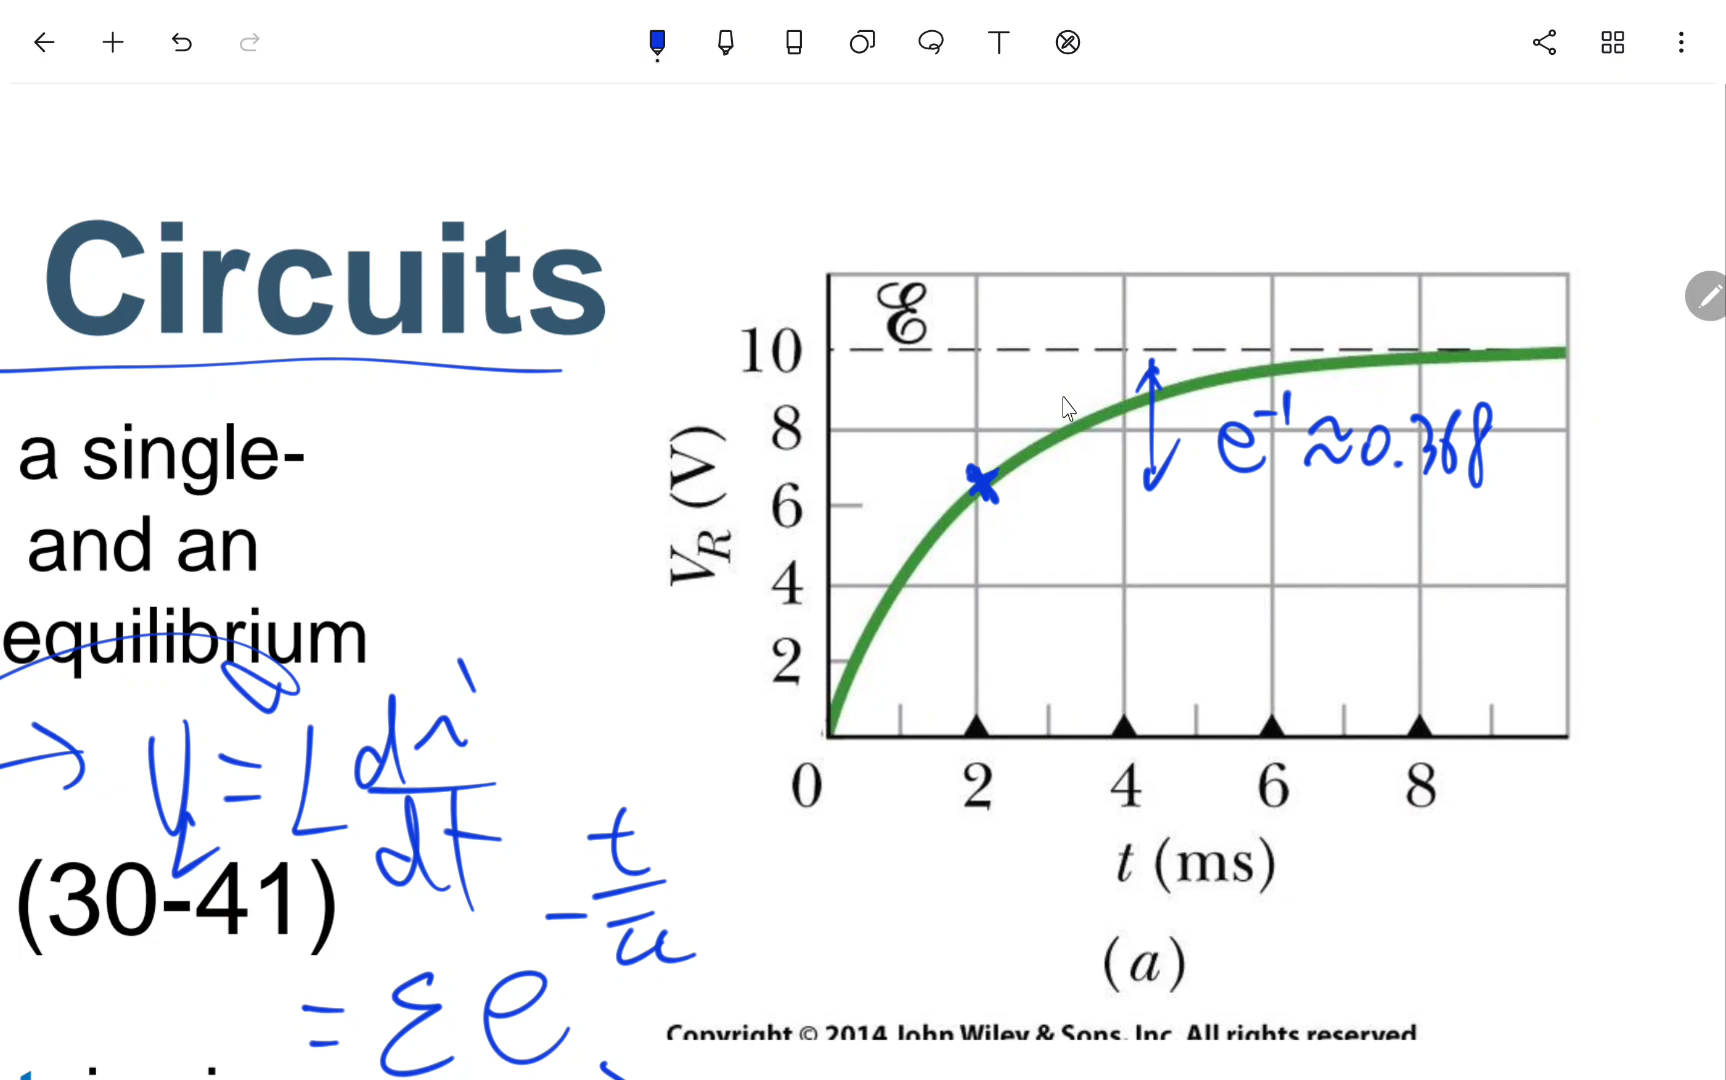 Circuits
a single-
and an
equilibrium
V_L = L di/dt
(30-41)
= ℰ e
ℰ
10
8
6
4
2
V_R (V)
e^-1 ≈ 0.368
0 2 4 6 8
t (ms)
(a)
Copyright © 2014 John Wiley & Sons, Inc. All rights reserved
T